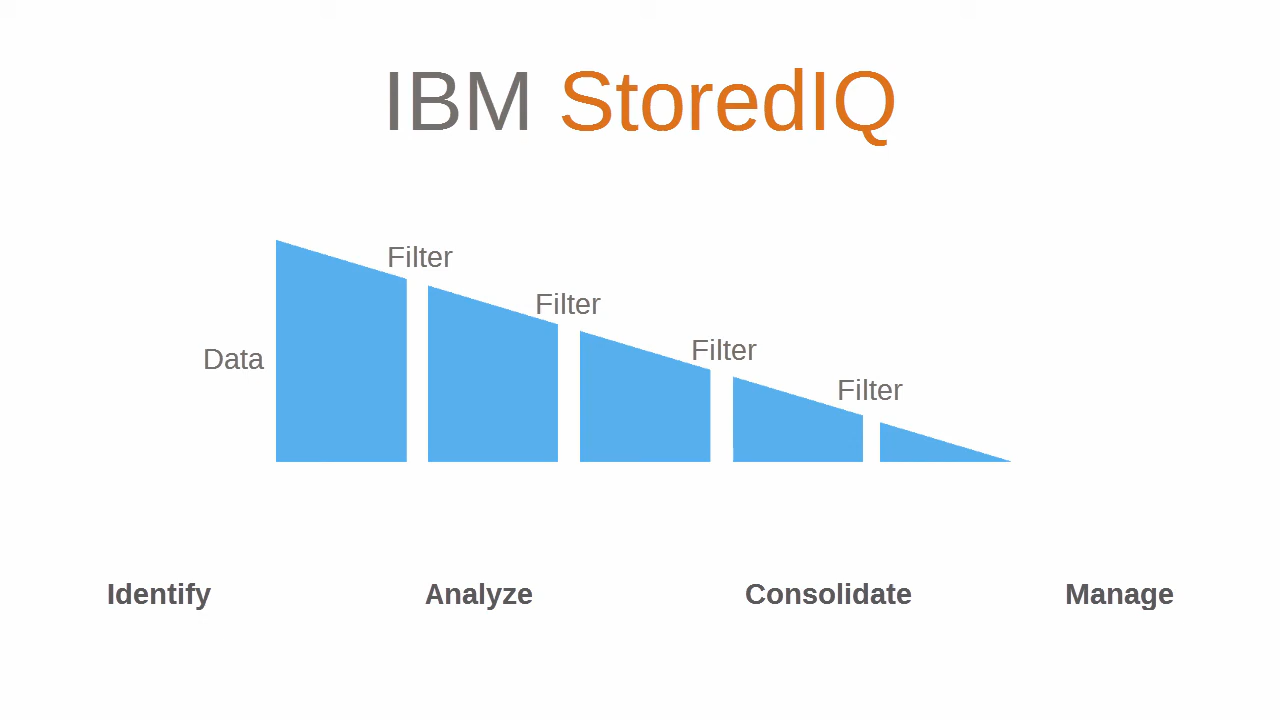 IBM StoredIQ
Filter
Filter
Filter
Data
Filter
Identify Analyze Consolidate Manage